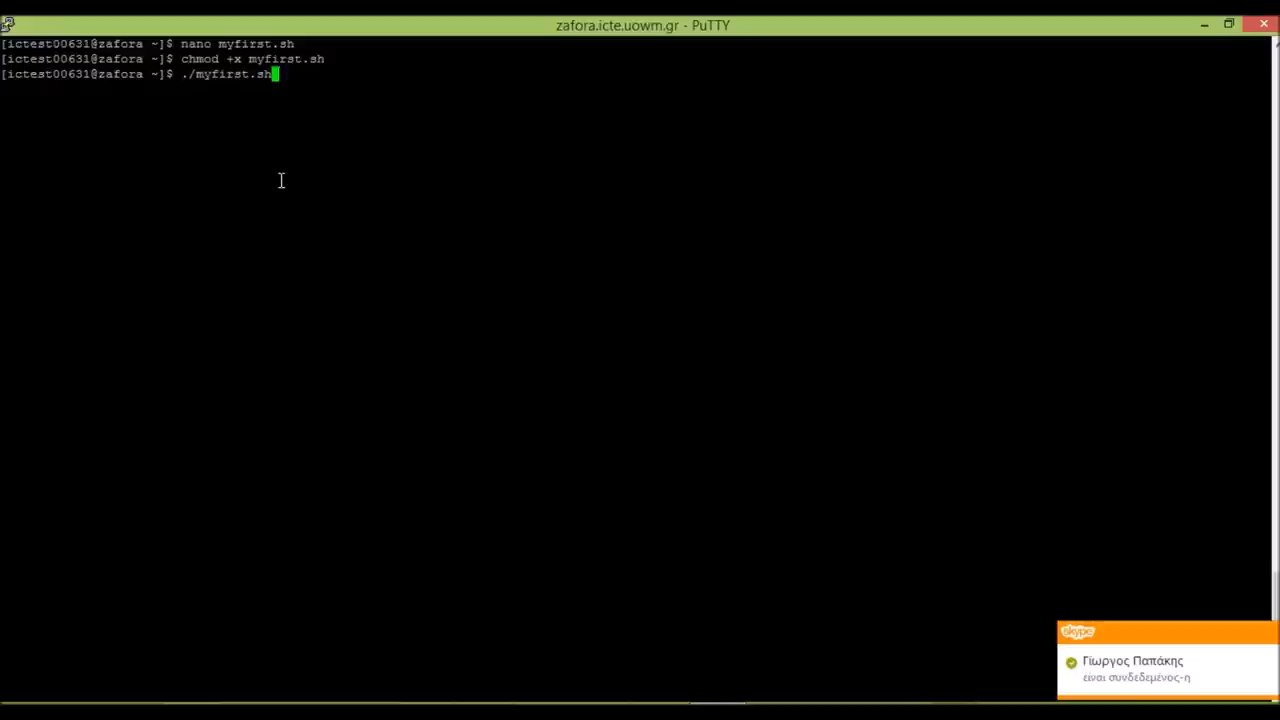 zafora.icte.uowm.gr - PuTTY
[ictest00631@zafora ~]$ nano myfirst.sh
[ictest00631@zafora ~]$ chmod +x myfirst.sh
[ictest00631@zafora ~]$ ./myfirst.sh
skype
Γίωργος Παπάκης
είναι συνδεδεμένος-η